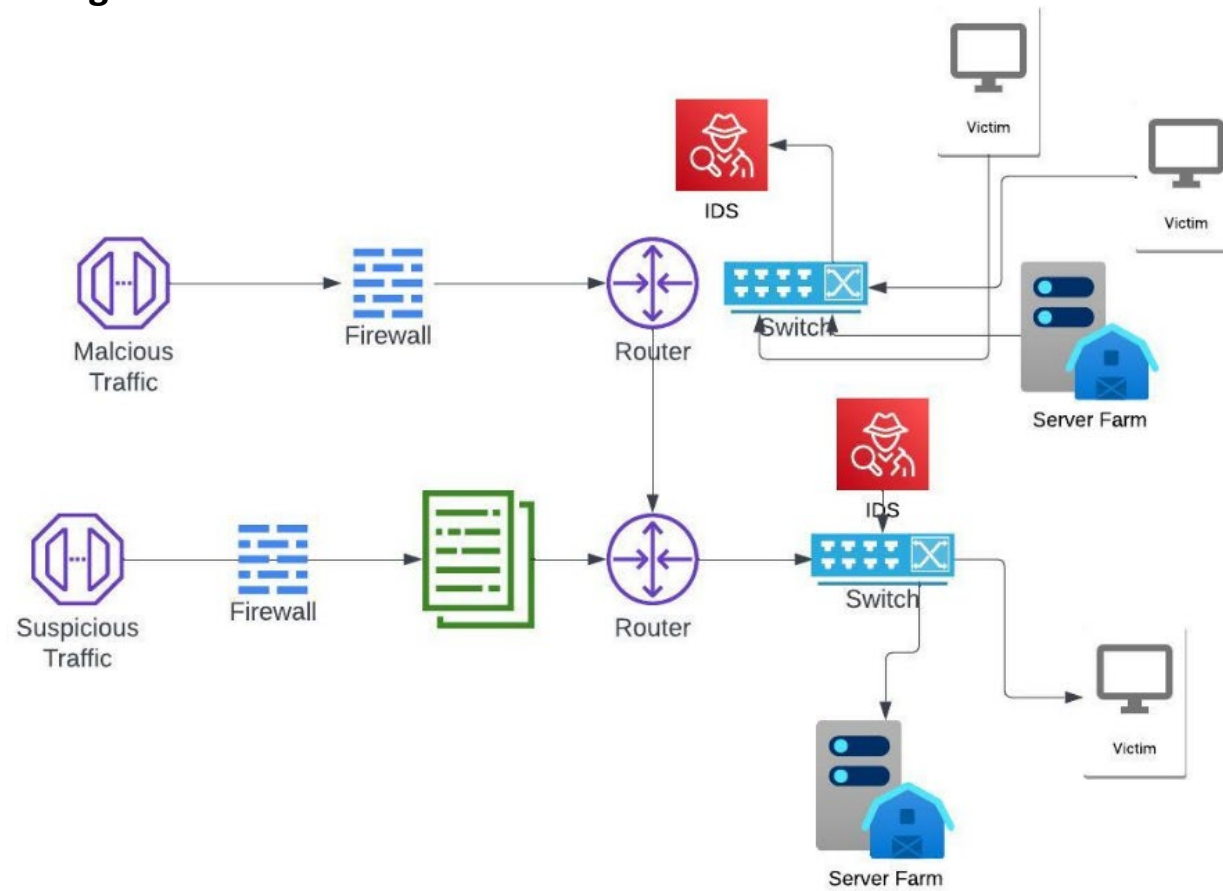 Victim
Victim
IDS
Malcious
Traffic
Firewall
Router
Switch
Server Farm
IDS
Suspicious
Traffic
Firewall
Router
Switch
Victim
Server Farm